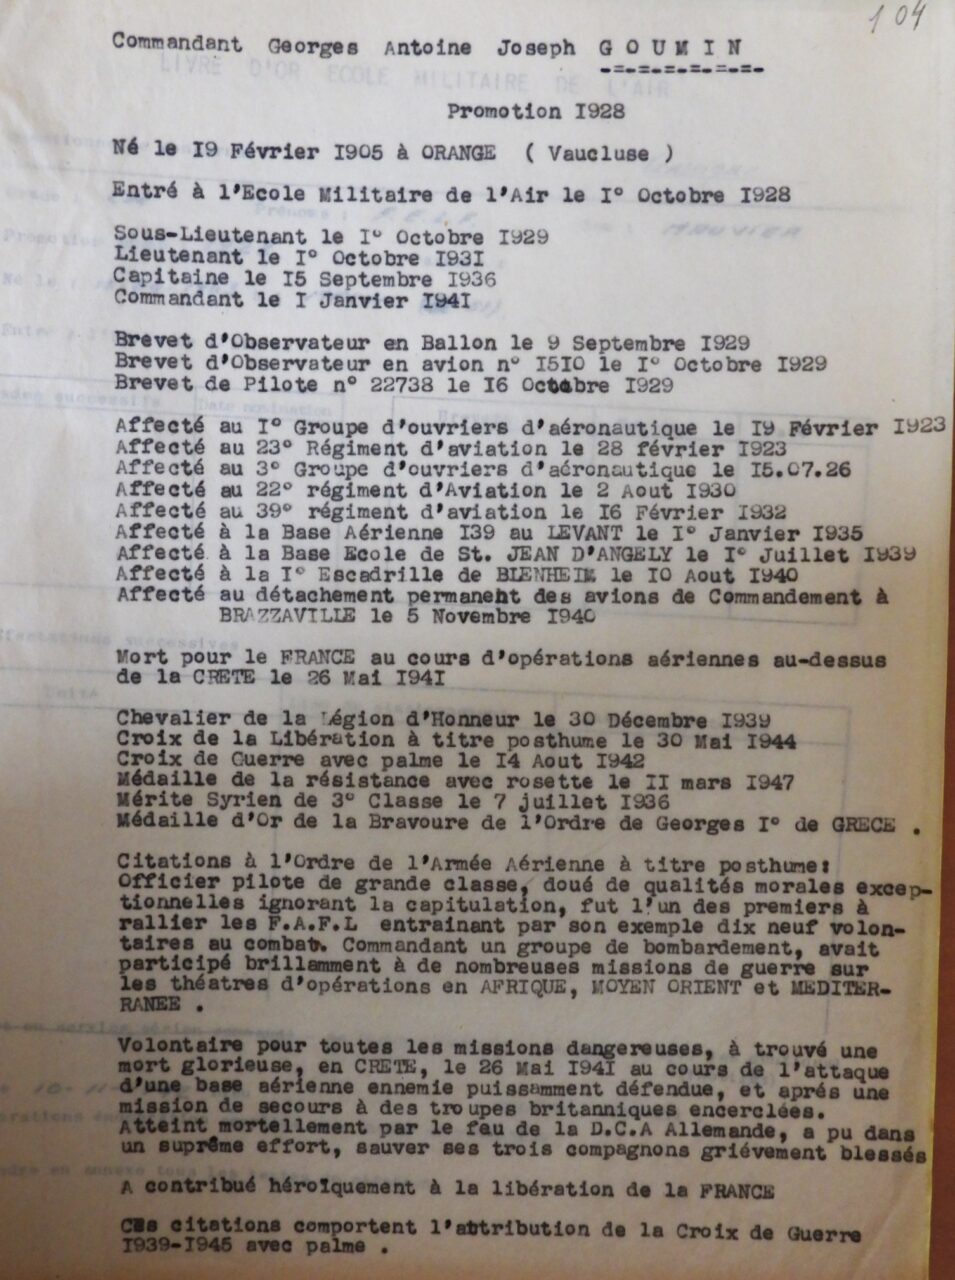 104
Commandant Georges Antoine Joseph G O U M I N
-=-=-=-=-=-=-=-
LIVRE D'OR ECOLE MILITAIRE DE L'AIR
Promotion I928
Né le I9 Février I905 à ORANGE ( Vaucluse )
Entré à l'Ecole Militaire de l'Air le I° Octobre I928
Sous-Lieutenant le I° Octobre I929
Lieutenant le I° Octobre I93I
Capitaine le I5 Septembre I936
Commandant le I Janvier I94I
Brevet d'Observateur en Ballon le 9 Septembre I929
Brevet d'Observateur en avion n° I5I0 le I° Octobre I929
Brevet de Pilote n° 22738 le I6 Octobre I929
Affecté au I° Groupe d'ouvriers d'aéronautique le I9 Février I923
Affecté au 23° Régiment d'aviation le 28 février I923
Affecté au 3° Groupe d'ouvriers d'aéronautique le I5.07.26
Affecté au 22° régiment d'Aviation le 2 Aout I930
Affecté au 39° régiment d'aviation le I6 Février I932
Affecté à la Base Aérienne I39 au LEVANT le I° Janvier I935
Affecté à la Base Ecole de St. JEAN D'ANGELY le I° Juillet I939
Affecté à la I° Escadrille de BLENHEIM le I0 Aout I940
Affecté au détachement permanent des avions de Commandement à
BRAZZAVILLE le 5 Novembre I940
Mort pour le FRANCE au cours d'opérations aériennes au-dessus
de la CRETE le 26 Mai I94I
Chevalier de la Légion d'Honneur le 30 Décembre I939
Croix de la Libération à titre posthume le 30 Mai I944
Croix de Guerre avec palme le I4 Aout I942
Médaille de la résistance avec rosette le II mars I947
Mérite Syrien de 3° Classe le 7 juillet I936
Médaille d'Or de la Bravoure de l'Ordre de Georges I° de GRECE .
Citations à l'Ordre de l'Armée Aérienne à titre posthume:
Officier pilote de grande classe, doué de qualités morales excep-
tionnelles ignorant la capitulation, fut l'un des premiers à
rallier les F.A.F.L entrainant par son exemple dix neuf volon-
taires au combat. Commandant un groupe de bombardement, avait
participé brillamment à de nombreuses missions de guerre sur
les théatres d'opérations en AFRIQUE, MOYEN ORIENT et MEDITER-
RANEE .
Volontaire pour toutes les missions dangereuses, à trouvé une
mort glorieuse, en CRETE, le 26 Mai I94I au cours de l'attaque
d'une base aérienne ennemie puissamment défendue, et aprés une
mission de secours à des troupes britanniques encerclées.
Atteint mortellement par le feu de la D.C.A Allemande, a pu dans
un suprême effort, sauver ses trois compagnons griévement blessés
A contribué héroïquement à la libération de la FRANCE
Ces citations comportent l'attribution de la Croix de Guerre
I939-I945 avec palme .